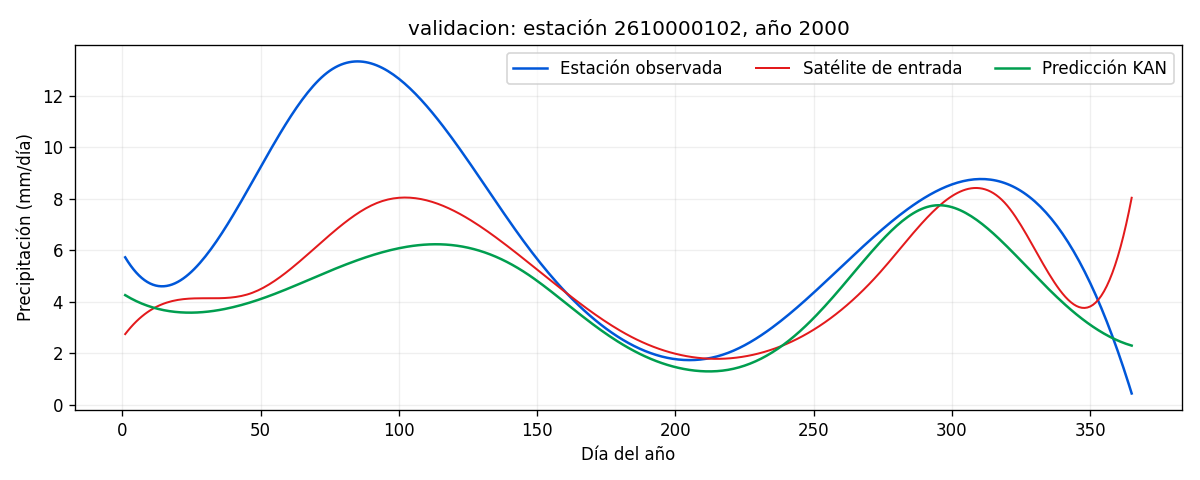 validacion: estación 2610000102, año 2000
Estación observada
Satélite de entrada
Predicción KAN
Precipitación (mm/día)
12
10
8
6
4
2
0
0 50 100 150 200 250 300 350
Día del año